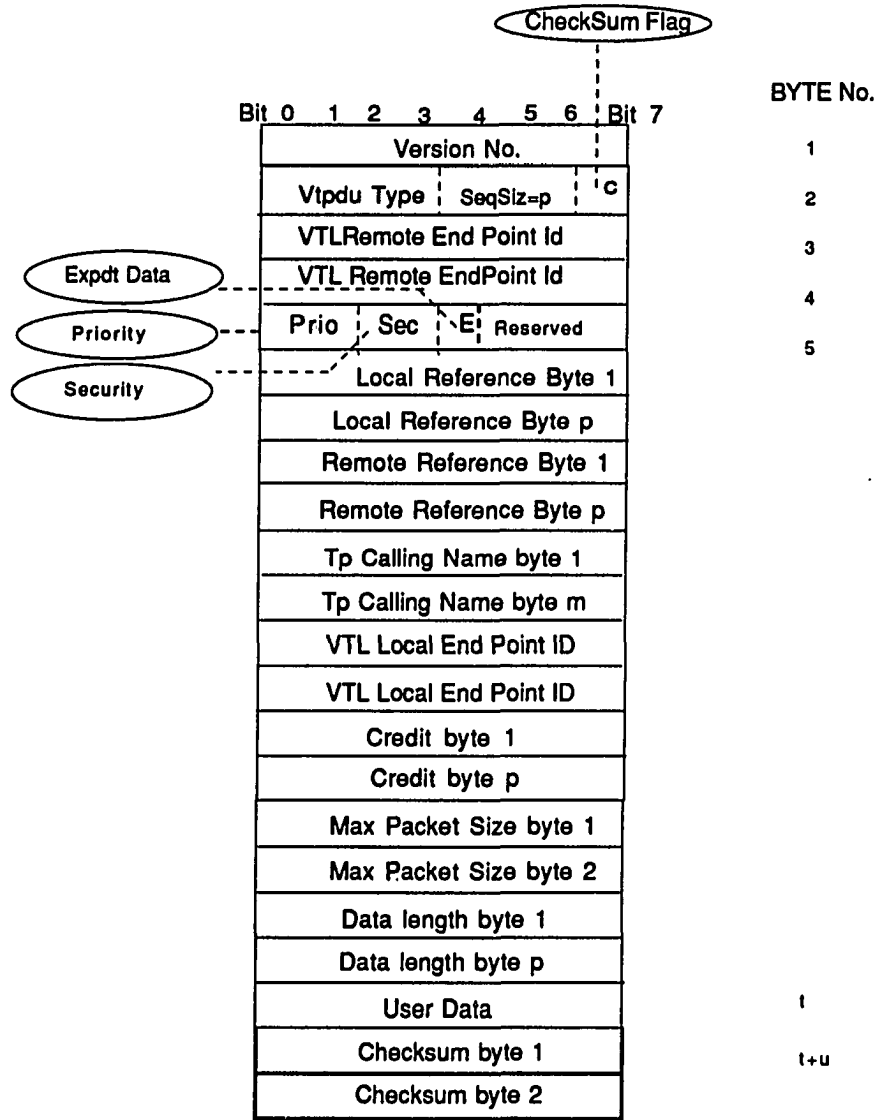 CheckSum Flag
BYTE No.
Bit 0 1 2 3 4 5 6 Bit 7
Version No. 1
Vtpdu Type SeqSiz=p C 2
VTLRemote End Point Id 3
Expdt Data VTL Remote EndPoint Id 4
Priority Prio Sec E Reserved 5
Security Local Reference Byte 1
Local Reference Byte p
Remote Reference Byte 1
Remote Reference Byte p
Tp Calling Name byte 1
Tp Calling Name byte m
VTL Local End Point ID
VTL Local End Point ID
Credit byte 1
Credit byte p
Max Packet Size byte 1
Max Packet Size byte 2
Data length byte 1
Data length byte p
User Data t
Checksum byte 1 t+u
Checksum byte 2